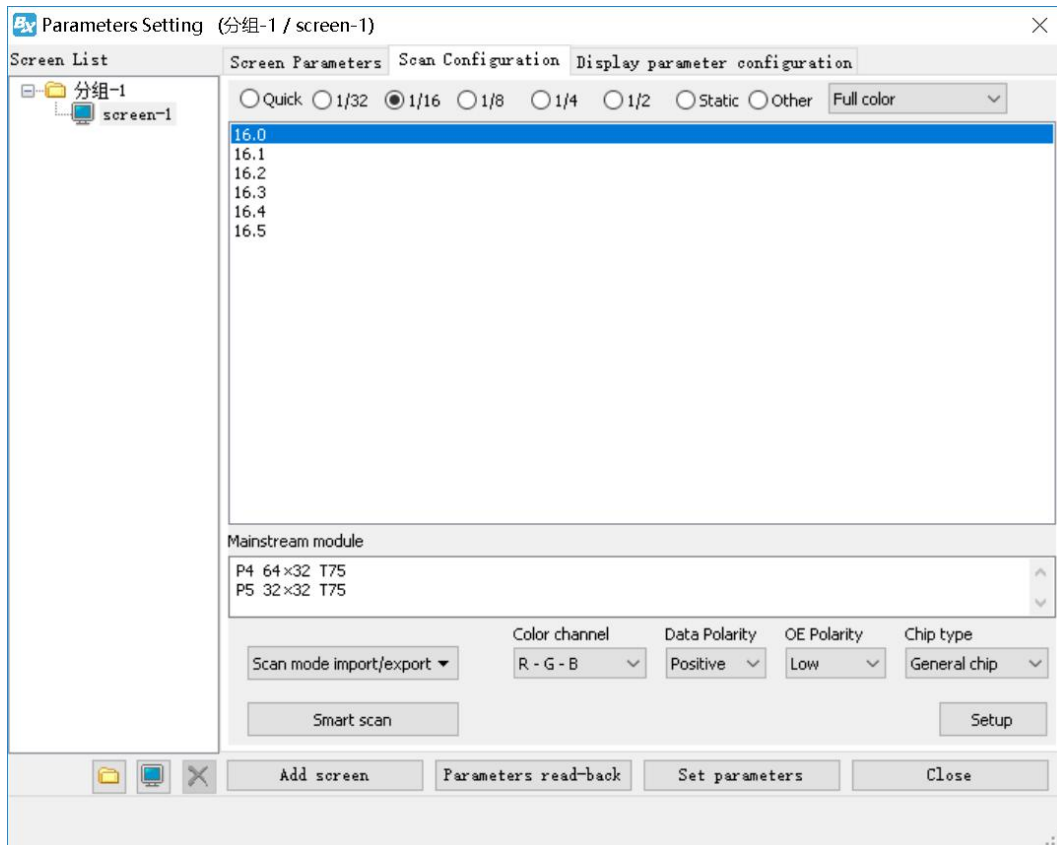 BX Parameters Setting (分组-1 / screen-1)
Screen List
Screen Parameters Scan Configuration Display parameter configuration
分组-1
screen-1
Quick 1/32 1/16 1/8 1/4 1/2 Static Other Full color
16.0
16.1
16.2
16.3
16.4
16.5
Mainstream module
P4 64×32 T75
P5 32×32 T75
Color channel Data Polarity OE Polarity Chip type
Scan mode import/export R - G - B Positive Low General chip
Smart scan Setup
Add screen Parameters read-back Set parameters Close